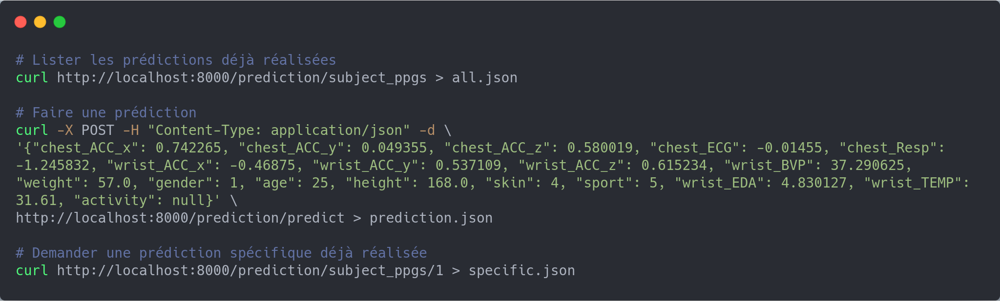 # Lister les prédictions déjà réalisées
curl http://localhost:8000/prediction/subject_ppgs > all.json
# Faire une prédiction
curl -X POST -H "Content-Type: application/json" -d \
'{"chest_ACC_x": 0.742265, "chest_ACC_y": 0.049355, "chest_ACC_z": 0.580019, "chest_ECG": -0.01455, "chest_Resp":
-1.245832, "wrist_ACC_x": -0.46875, "wrist_ACC_y": 0.537109, "wrist_ACC_z": 0.615234, "wrist_BVP": 37.290625,
"weight": 57.0, "gender": 1, "age": 25, "height": 168.0, "skin": 4, "sport": 5, "wrist_EDA": 4.830127, "wrist_TEMP":
31.61, "activity": null}' \
http://localhost:8000/prediction/predict > prediction.json
# Demander une prédiction spécifique déjà réalisée
curl http://localhost:8000/prediction/subject_ppgs/1 > specific.json